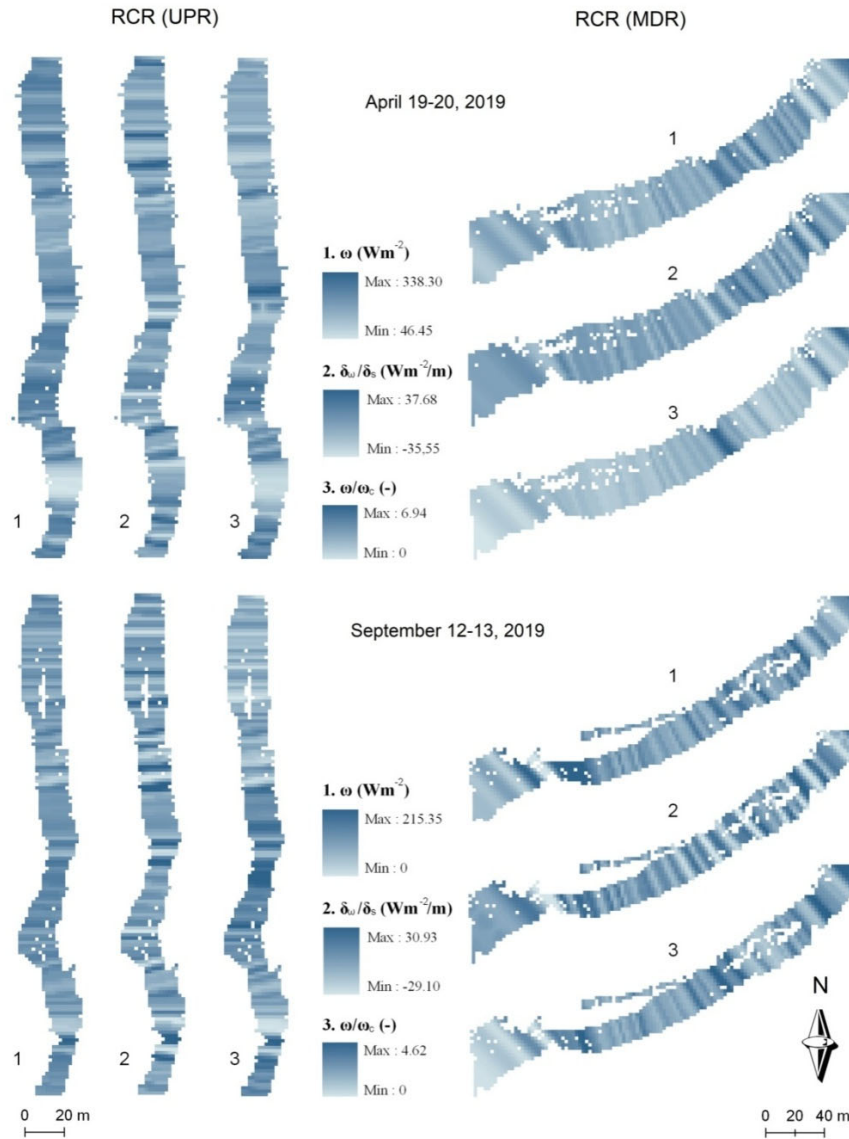 RCR (UPR)
RCR (MDR)
April 19-20, 2019
1
1. ω (Wm⁻²)
Max : 338.30
Min : 46.45
2
2. δω/δs (Wm⁻²/m)
Max : 37.68
Min : -35,55
3
3. ω/ωc (-)
Max : 6.94
Min : 0
1
2
3
September 12-13, 2019
1
1. ω (Wm⁻²)
Max : 215.35
Min : 0
2
2. δω/δs (Wm⁻²/m)
Max : 30.93
Min : -29.10
3
3. ω/ωc (-)
Max : 4.62
Min : 0
N
1
2
3
0 20 m
0 20 40 m